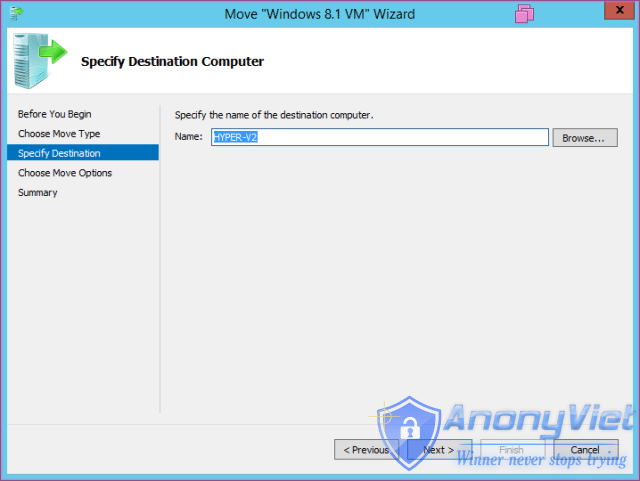 Move "Windows 8.1 VM" Wizard
Specify Destination Computer
Before You Begin
Choose Move Type
Specify Destination
Choose Move Options
Summary
Specify the name of the destination computer.
Name: HYPER-V2 Browse...
AnonyViet
< Previous Next > Finish Cancel
Winner never stops trying